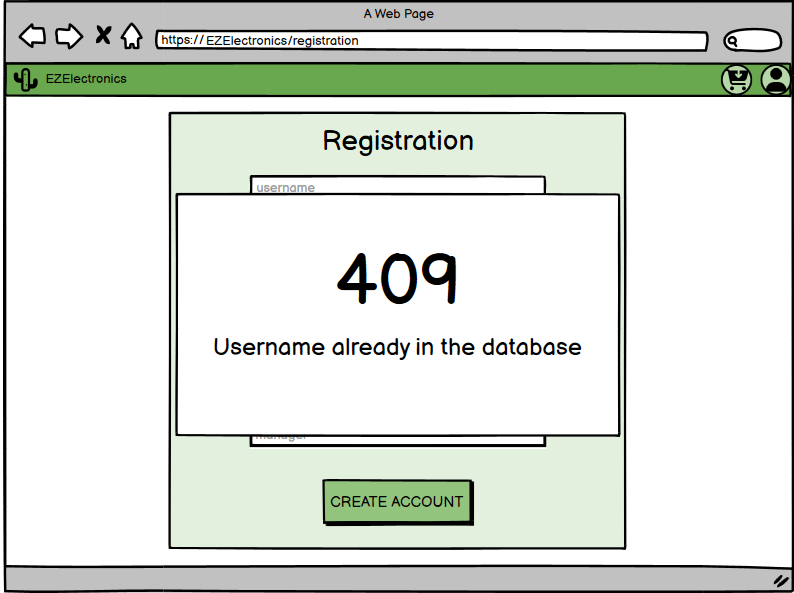 A Web Page
https://EZElectronics/registration
EZElectronics
Registration
username
409
Username already in the database
manager
CREATE ACCOUNT